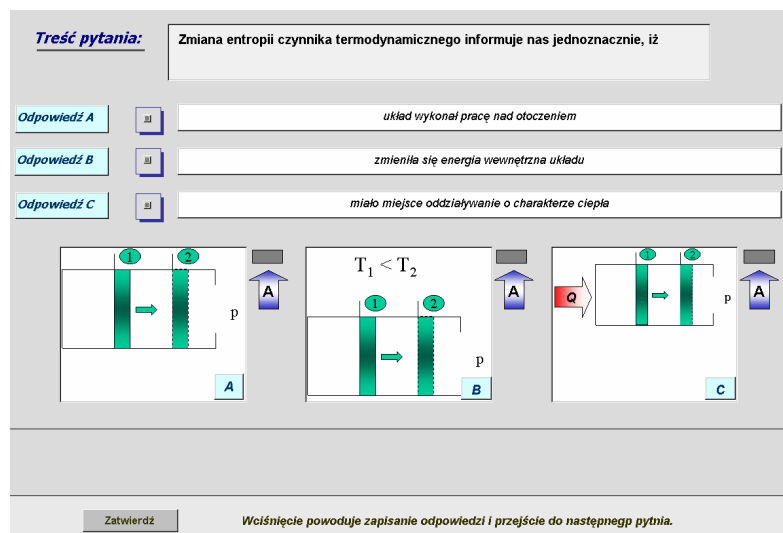 Treść pytania:
Zmiana entropii czynnika termodynamicznego informuje nas jednoznacznie, iż
Odpowiedź A
układ wykonał pracę nad otoczeniem
Odpowiedź B
zmieniła się energia wewnętrzna układu
Odpowiedź C
miało miejsce oddziaływanie o charakterze ciepła
1 2
A
p
A
T₁ < T₂
1 2
A
p
B
1 2
Q
A
p
C
Zatwierdź
Wciśnięcie powoduje zapisanie odpowiedzi i przejście do następnegp pytnia.